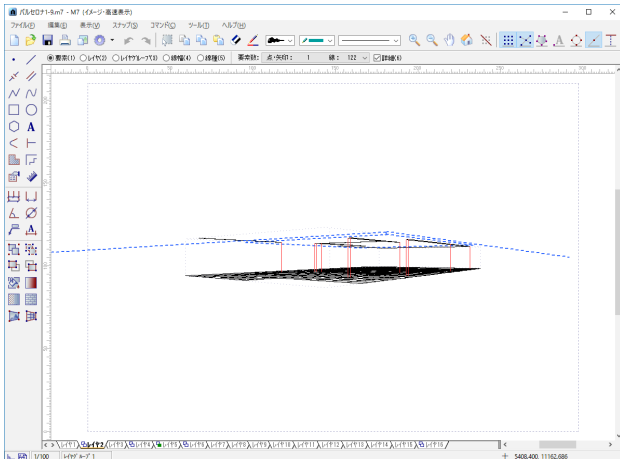 バルセロナ1-9.m7 - M7 (イメージ・高速表示)
ファイル(F) 編集(E) 表示(V) スナップ(S) コマンド(C) ツール(T) ヘルプ(H)
要素(1) レイヤ(2) レイヤグループ(3) 線幅(4) 線種(5) 要素数: 点・矢印: 1 線: 122 詳細(6)
レイヤ1 レイヤ2 レイヤ3 レイヤ4 レイヤ5 レイヤ6 レイヤ7 レイヤ8 レイヤ9 レイヤ10 レイヤ11 レイヤ12 レイヤ13 レイヤ14 レイヤ15 レイヤ16
1/100 レイヤグループ 1 5408.400, 11162.686